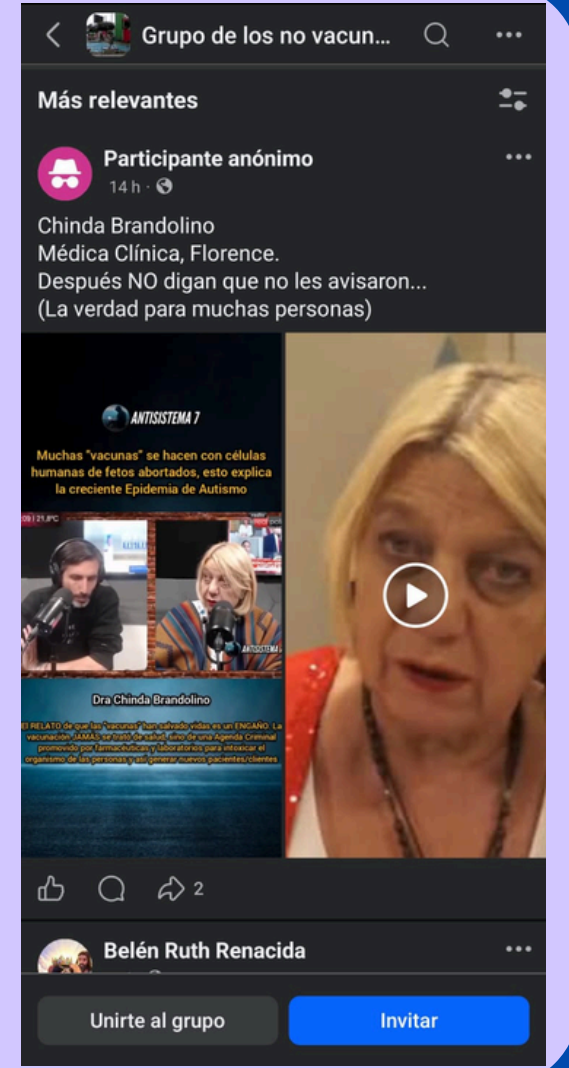 Grupo de los no vacun...
Más relevantes
Participante anónimo
14 h
Chinda Brandolino
Médica Clínica, Florence.
Después NO digan que no les avisaron...
(La verdad para muchas personas)
ANTISISTEMA 7
Muchas "vacunas" se hacen con células
humanas de fetos abortados, esto explica
la creciente Epidemia de Autismo
21,8°C
ANTISISTEMA
Dra Chinda Brandolino
El RELATO de que las "vacunas" han salvado vidas es un ENGAÑO. La
vacunación JAMÁS se trató de salud, sino de una Agenda Criminal
promovido por farmacéuticas y laboratorios para intoxicar el
organismo de las personas y así generar nuevos pacientes/clientes
2
Belén Ruth Renacida
Unirte al grupo
Invitar